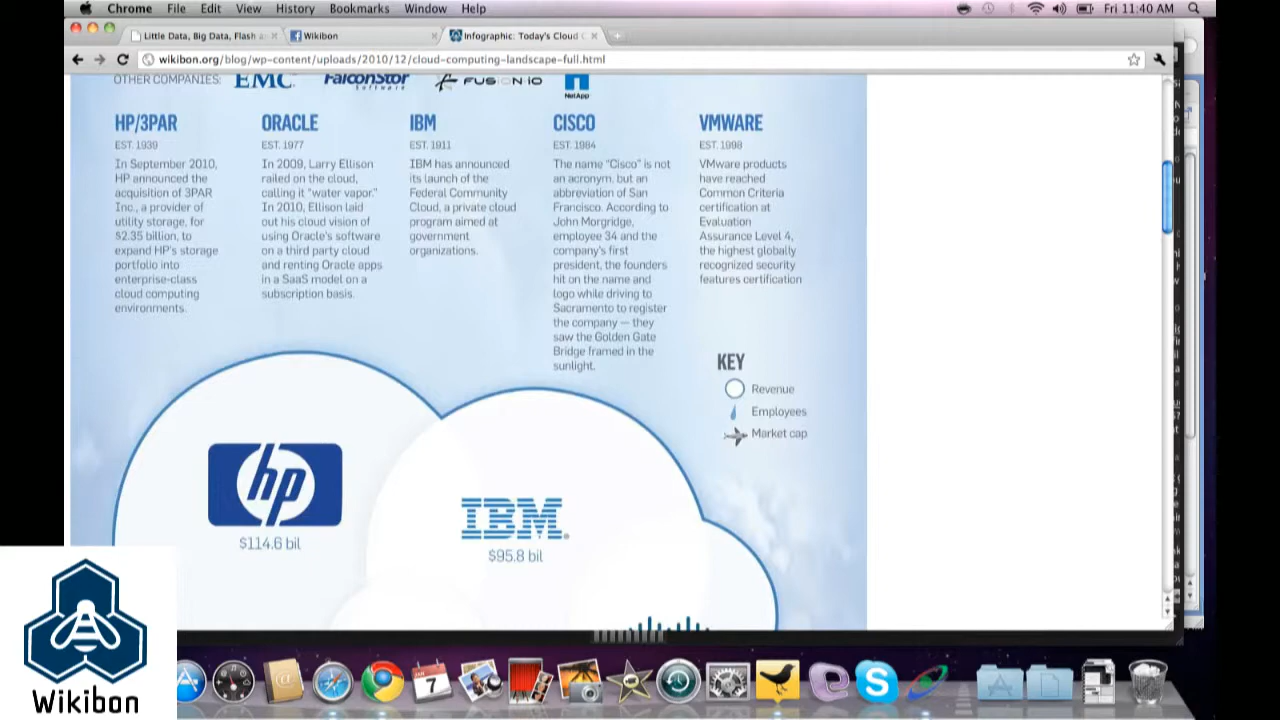 Chrome File Edit View History Bookmarks Window Help Fri 11:40 AM
Little Data, Big Data, Flash Wikibon Infographic: Today's Cloud
wikibon.org/blog/wp-content/uploads/2010/12/cloud-computing-landscape-full.html
OTHER COMPANIES: EMC FalconStor Software FUSION iO NetApp
HP/3PAR
EST. 1939
In September 2010,
HP announced the
acquisition of 3PAR
Inc., a provider of
utility storage, for
$2.35 billion, to
expand HP's storage
portfolio into
enterprise-class
cloud computing
environments.
ORACLE
EST. 1977
In 2009, Larry Ellison
railed on the cloud,
calling it "water vapor."
In 2010, Ellison laid
out his cloud vision of
using Oracle's software
on a third party cloud
and renting Oracle apps
in a SaaS model on a
subscription basis.
IBM
EST. 1911
IBM has announced
its launch of the
Federal Community
Cloud, a private cloud
program aimed at
government
organizations.
CISCO
EST. 1984
The name "Cisco" is not
an acronym, but an
abbreviation of San
Francisco. According to
John Morgridge,
employee 34 and the
company's first
president, the founders
hit on the name and
logo while driving to
Sacramento to register
the company — they
saw the Golden Gate
Bridge framed in the
sunlight.
VMWARE
EST. 1998
VMware products
have reached
Common Criteria
certification at
Evaluation
Assurance Level 4,
the highest globally
recognized security
features certification
KEY
Revenue
Employees
Market cap
hp
$114.6 bil
IBM
$95.8 bil
Wikibon
7